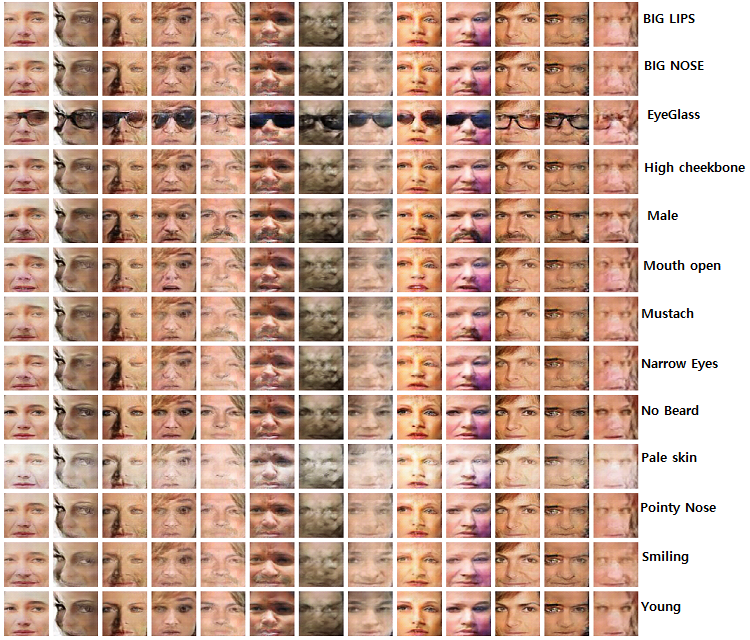 BIG LIPS
BIG NOSE
EyeGlass
High cheekbone
Male
Mouth open
Mustach
Narrow Eyes
No Beard
Pale skin
Pointy Nose
Smiling
Young